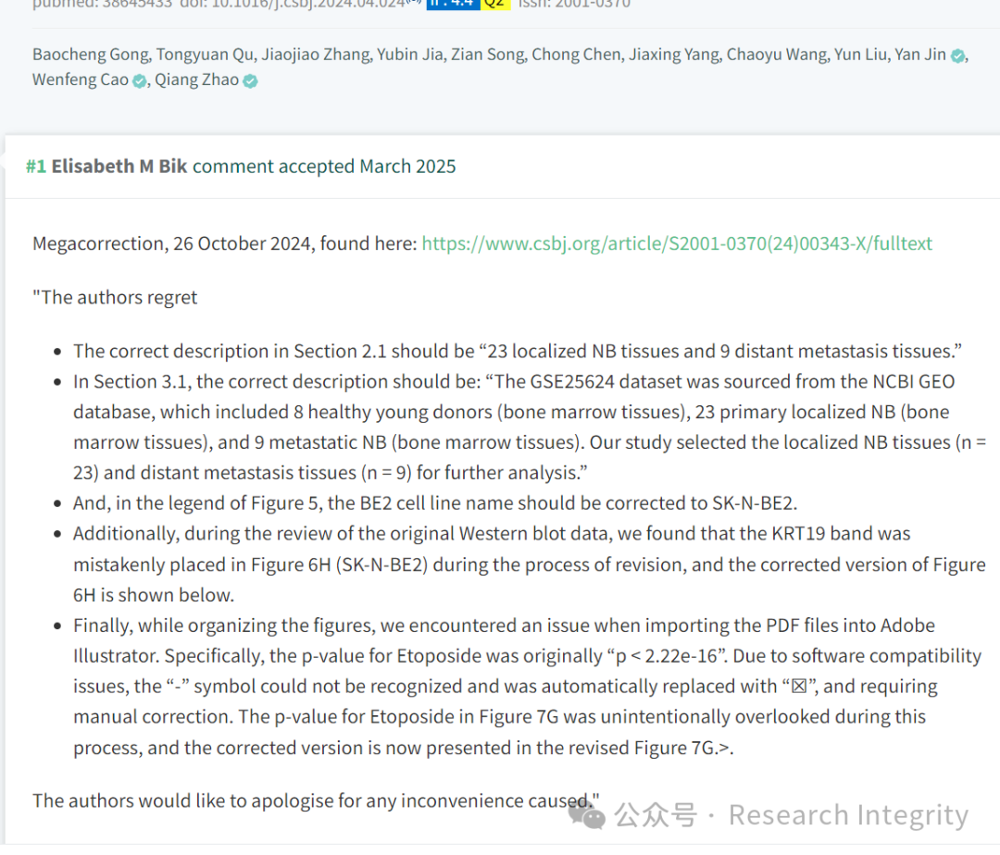 pubmed: 38645433 doi: 10.1016/j.csbj.2024.04.024 IF: 4.4 Q2 issn: 2001-0370
Baocheng Gong, Tongyuan Qu, Jiaojiao Zhang, Yubin Jia, Zian Song, Chong Chen, Jiaxing Yang, Chaoyu Wang, Yun Liu, Yan Jin,
Wenfeng Cao, Qiang Zhao
#1 Elisabeth M Bik comment accepted March 2025
Megacorrection, 26 October 2024, found here: https://www.csbj.org/article/S2001-0370(24)00343-X/fulltext
"The authors regret
• The correct description in Section 2.1 should be “23 localized NB tissues and 9 distant metastasis tissues.”
• In Section 3.1, the correct description should be: “The GSE25624 dataset was sourced from the NCBI GEO
database, which included 8 healthy young donors (bone marrow tissues), 23 primary localized NB (bone
marrow tissues), and 9 metastatic NB (bone marrow tissues). Our study selected the localized NB tissues (n =
23) and distant metastasis tissues (n = 9) for further analysis.”
• And, in the legend of Figure 5, the BE2 cell line name should be corrected to SK-N-BE2.
• Additionally, during the review of the original Western blot data, we found that the KRT19 band was
mistakenly placed in Figure 6H (SK-N-BE2) during the process of revision, and the corrected version of Figure
6H is shown below.
• Finally, while organizing the figures, we encountered an issue when importing the PDF files into Adobe
Illustrator. Specifically, the p-value for Etoposide was originally “p < 2.22e-16”. Due to software compatibility
issues, the “-” symbol could not be recognized and was automatically replaced with “☒”, and requiring
manual correction. The p-value for Etoposide in Figure 7G was unintentionally overlooked during this
process, and the corrected version is now presented in the revised Figure 7G.>.
The authors would like to apologise for any inconvenience caused."
公众号 · Research Integrity